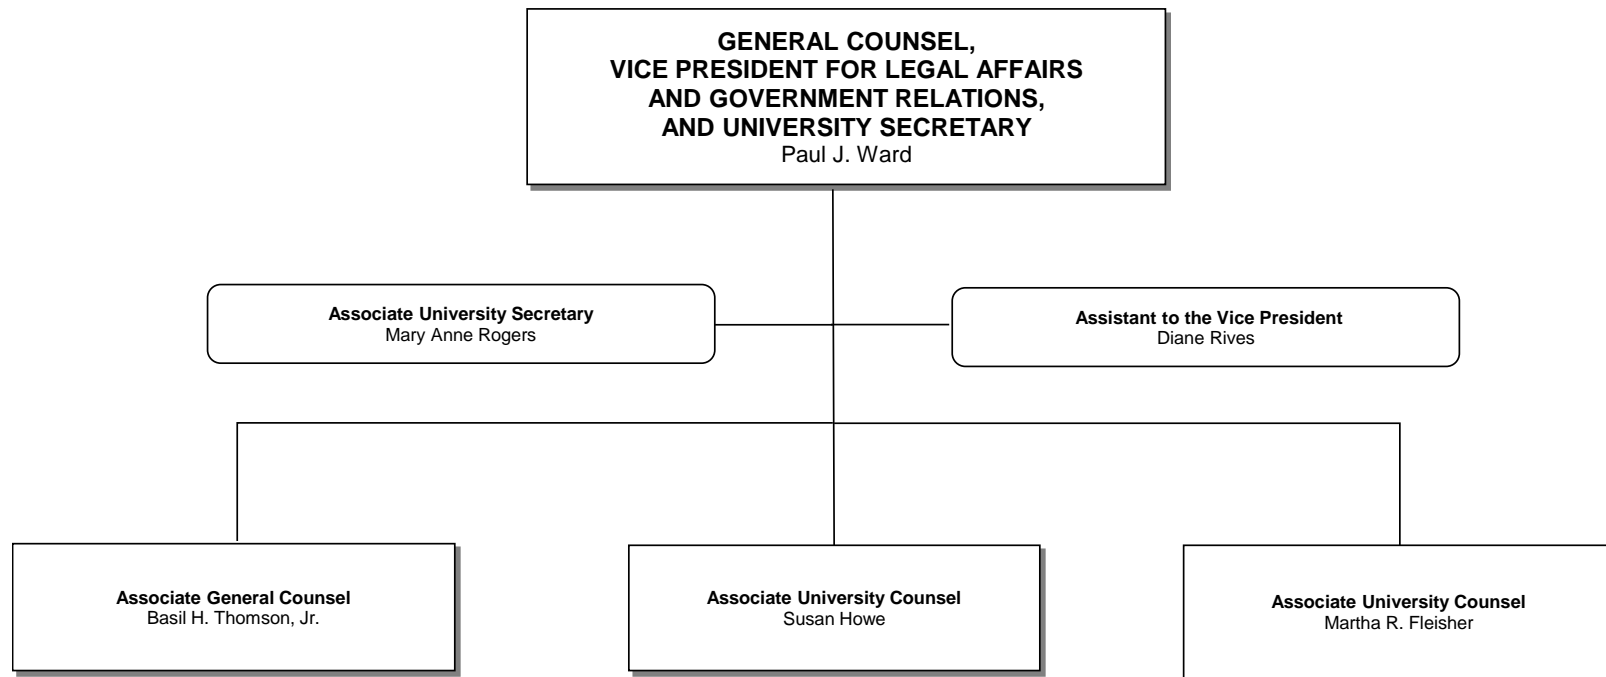 GENERAL COUNSEL,
VICE PRESIDENT FOR LEGAL AFFAIRS
AND GOVERNMENT RELATIONS,
AND UNIVERSITY SECRETARY
Paul J. Ward
Associate University Secretary
Mary Anne Rogers
Assistant to the Vice President
Diane Rives
Associate General Counsel
Basil H. Thomson, Jr.
Associate University Counsel
Susan Howe
Associate University Counsel
Martha R. Fleisher